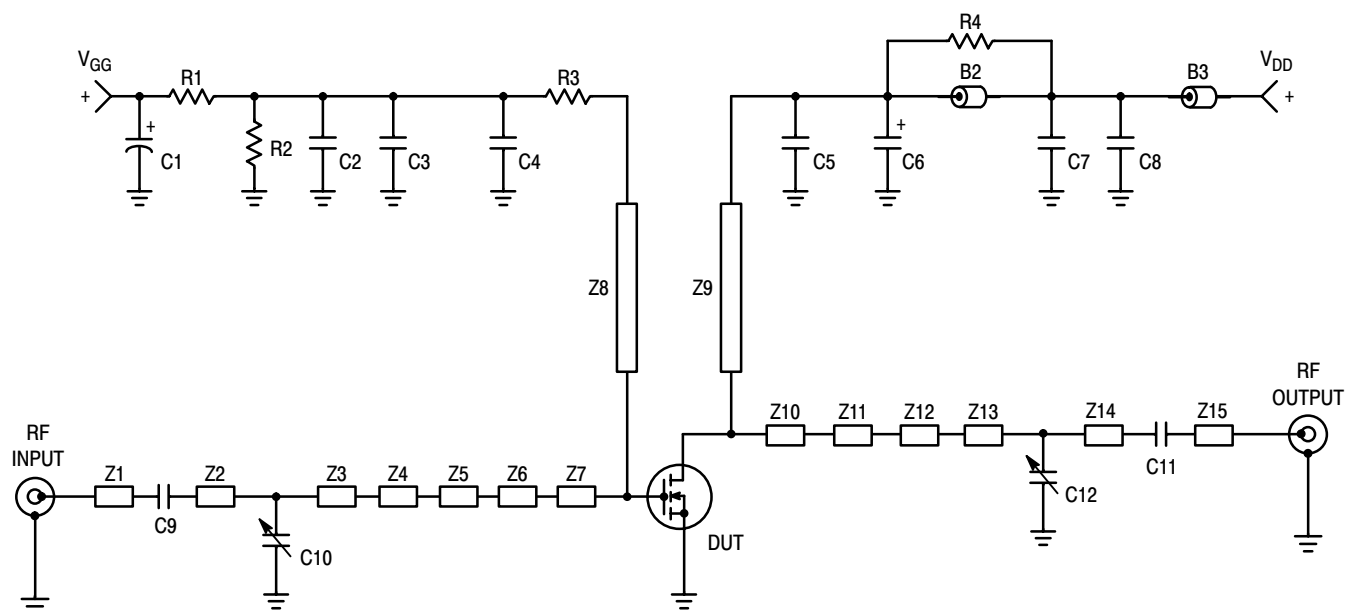 R4
V_GG
R1
R3
B2
B3
V_DD
+
+
+
+
R2
C1
C2
C3
C4
C5
C6
C7
C8
Z8
Z9
RF
OUTPUT
Z10
Z11
Z12
Z13
Z14
Z15
RF
INPUT
C11
Z1
Z2
Z3
Z4
Z5
Z6
Z7
C12
C9
C10
DUT